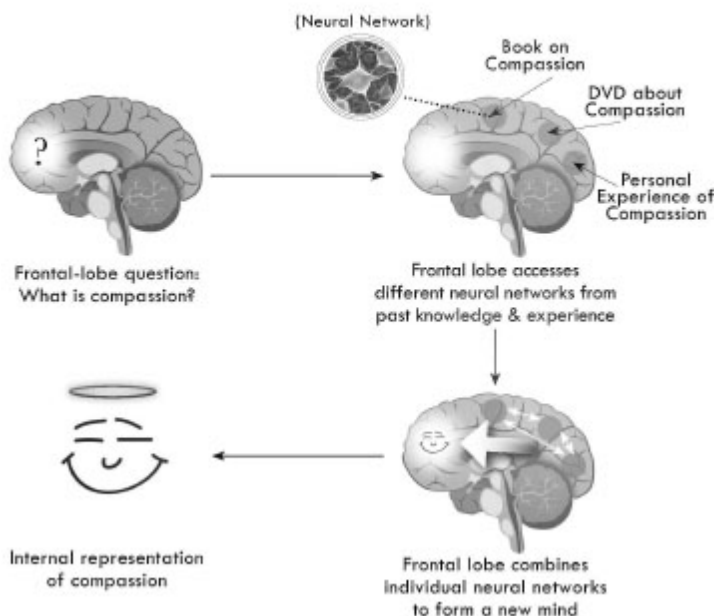 (Neural Network)
Book on
Compassion
DVD about
Compassion
?
Personal
Experience of
Compassion
Frontal-lobe question:
What is compassion?
Frontal lobe accesses
different neural networks from
past knowledge & experience
Internal representation
of compassion
Frontal lobe combines
individual neural networks
to form a new mind